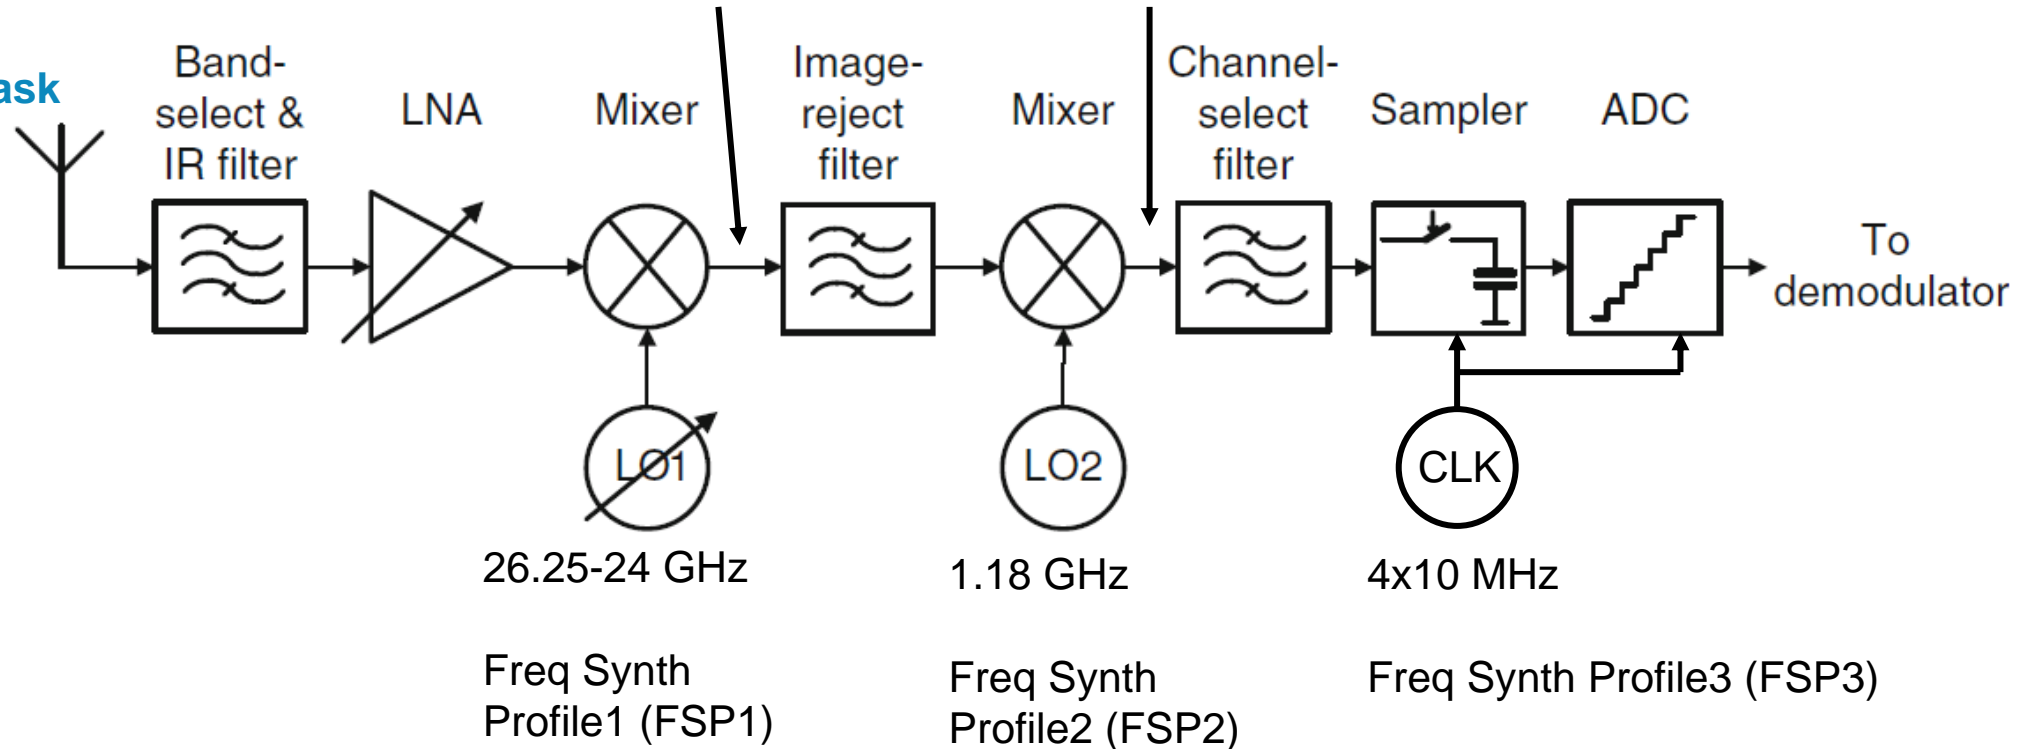 ask
Band-
select &
IR filter
LNA
Mixer
Image-
reject
filter
Mixer
Channel-
select
filter
Sampler
ADC
To
demodulator
LO1
LO2
CLK
26.25-24 GHz
1.18 GHz
4x10 MHz
Freq Synth
Profile1 (FSP1)
Freq Synth
Profile2 (FSP2)
Freq Synth Profile3 (FSP3)